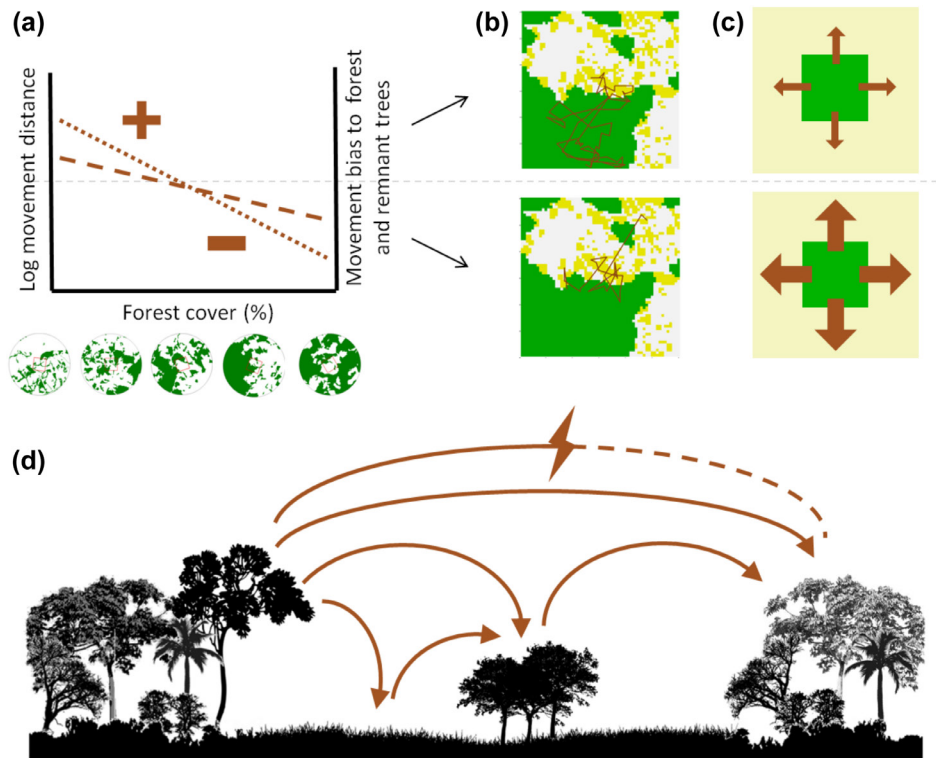 (a)
Log movement distance
Movement bias to forest
and remnant trees
Forest cover (%)
(b)
(c)
(d)